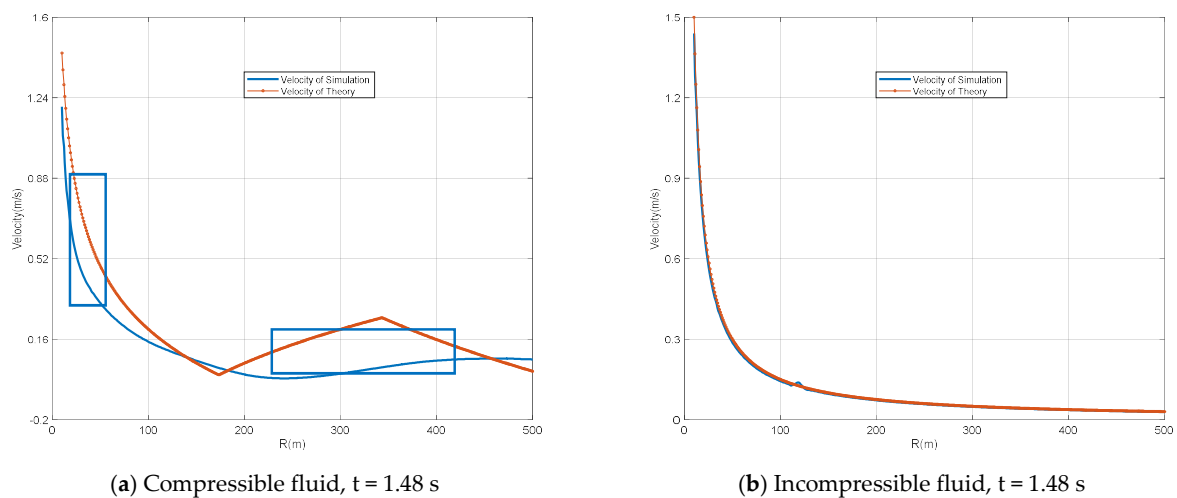 1.6
1.24
0.88
0.52
0.16
-0.2
Velocity(m/s)
0
100
200
300
400
500
R(m)
Velocity of Simulation
Velocity of Theory
(a) Compressible fluid, t = 1.48 s
1.5
1.2
0.9
0.6
0.3
0
Velocity(m/s)
0
100
200
300
400
500
R(m)
Velocity of Simulation
Velocity of Theory
(b) Incompressible fluid, t = 1.48 s